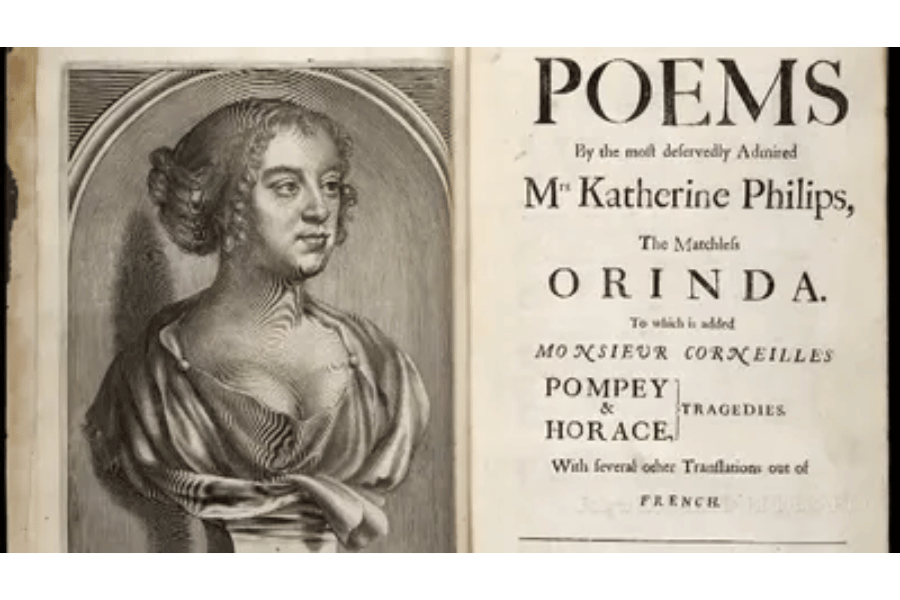 POEMS
By the moſt deſervedly Admired
Mrs Katherine Philips,
The Matchleſs
ORINDA.
To which is added
MONSIEUR CORNEILLES
POMPEY
&
HORACE,
TRAGEDIES.
With ſeveral other Tranſlations out of
FRENCH.